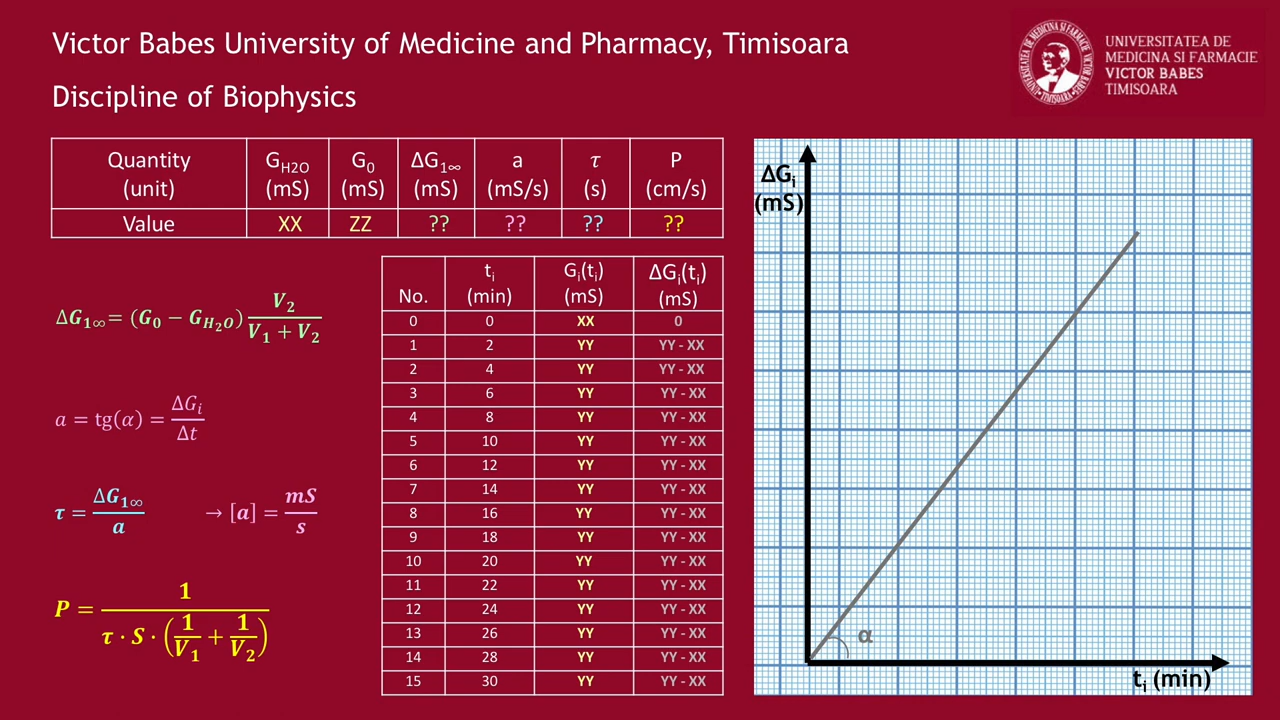 Victor Babes University of Medicine and Pharmacy, Timisoara
Discipline of Biophysics
UNIVERSITATEA DE
MEDICINA SI FARMACIE
VICTOR BABES
TIMISOARA
Quantity (unit) G_H2O (mS) G_0 (mS) ΔG_1∞ (mS) a (mS/s) τ (s) P (cm/s)
Value XX ZZ ?? ?? ?? ??
ΔG_1∞ = (G_0 − G_H2O) V_2 / (V_1 + V_2)
a = tg(α) = ΔG_i / Δt
τ = ΔG_1∞ / a → [a] = mS / s
P = 1 / (τ · S · (1/V_1 + 1/V_2))
No. t_i (min) G_i(t_i) (mS) ΔG_i(t_i) (mS)
0 0 XX 0
1 2 YY YY - XX
2 4 YY YY - XX
3 6 YY YY - XX
4 8 YY YY - XX
5 10 YY YY - XX
6 12 YY YY - XX
7 14 YY YY - XX
8 16 YY YY - XX
9 18 YY YY - XX
10 20 YY YY - XX
11 22 YY YY - XX
12 24 YY YY - XX
13 26 YY YY - XX
14 28 YY YY - XX
15 30 YY YY - XX
ΔG_i
(mS)
α
t_i (min)